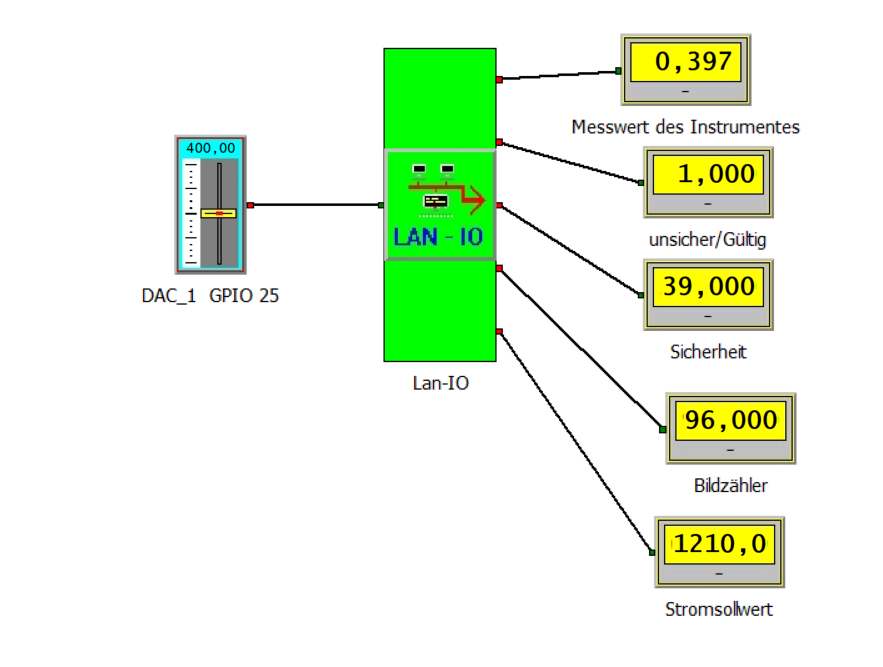 0,397
-
Messwert des Instrumentes
400,00
1,000
-
unsicher/Gültig
LAN - IO
39,000
-
DAC_1 GPIO 25
Sicherheit
Lan-IO
96,000
-
Bildzähler
1210,0
-
Stromsollwert